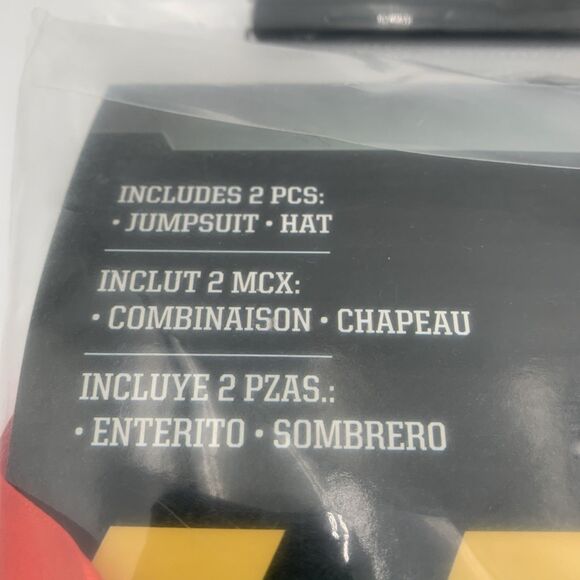 INCLUDES 2 PCS:
• JUMPSUIT • HAT
INCLUT 2 MCX:
• COMBINAISON • CHAPEAU
INCLUYE 2 PZAS.:
• ENTERITO • SOMBRERO